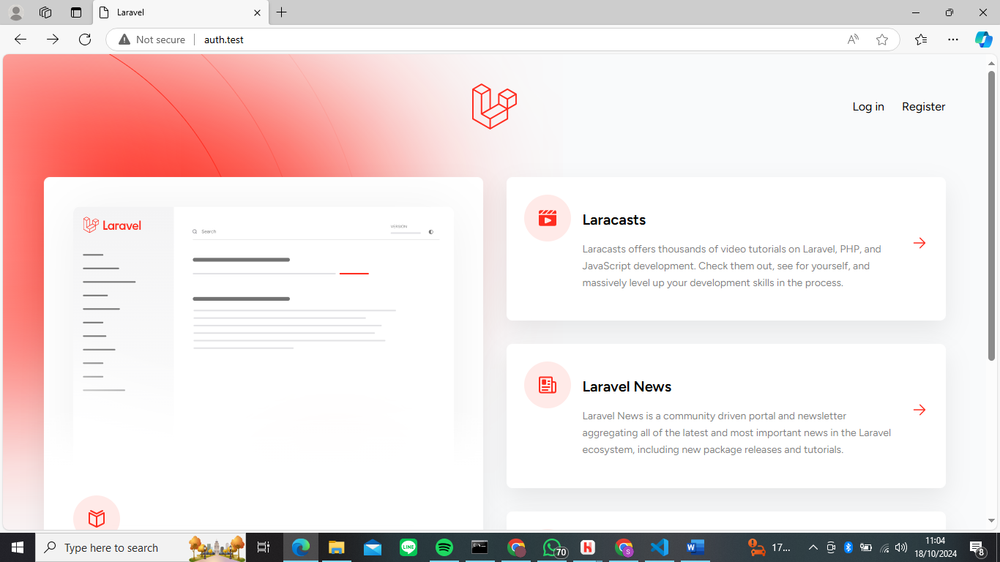 Laravel
Not secure
auth.test
Log in
Register
Laravel
Search
VERSION
Laracasts
Laracasts offers thousands of video tutorials on Laravel, PHP, and
JavaScript development. Check them out, see for yourself, and
massively level up your development skills in the process.
Laravel News
Laravel News is a community driven portal and newsletter
aggregating all of the latest and most important news in the Laravel
ecosystem, including new package releases and tutorials.
Type here to search
LINE
70
S
W
17...
11:04
18/10/2024
8